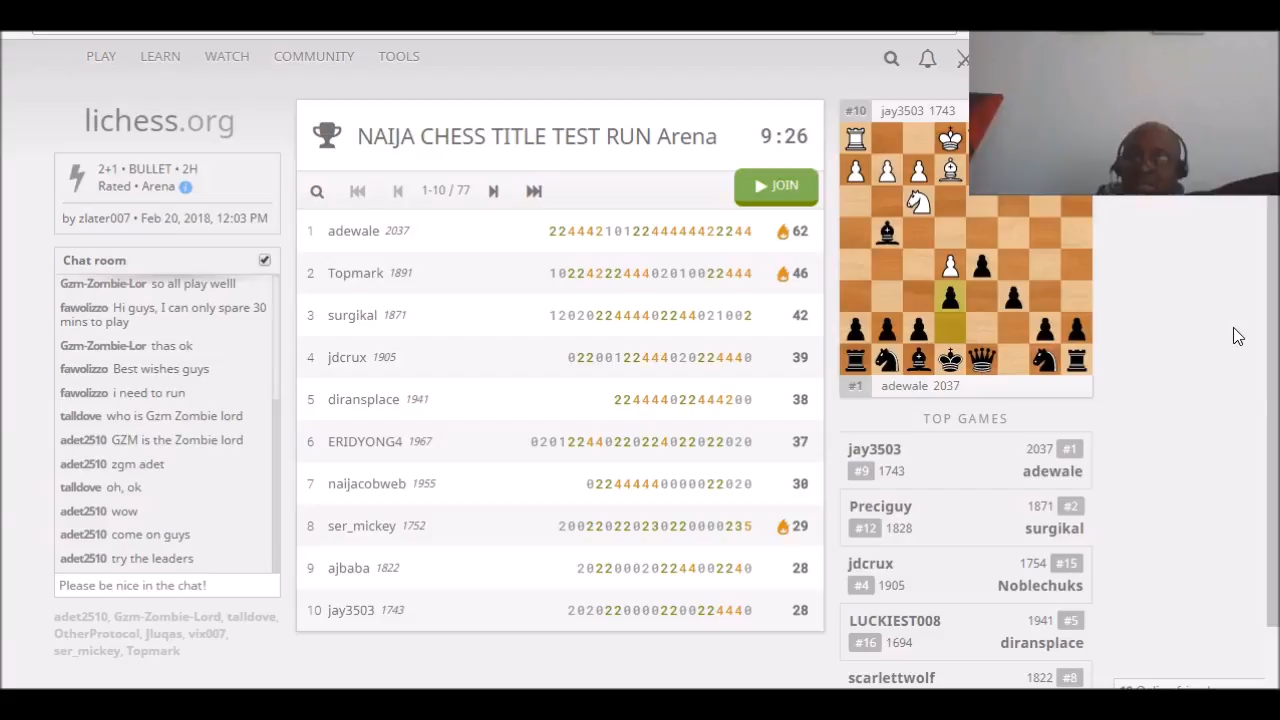 PLAY LEARN WATCH COMMUNITY TOOLS
lichess.org
2+1 • BULLET • 2H
Rated • Arena
by zlater007 • Feb 20, 2018, 12:03 PM
Chat room
Gzm-Zombie-Lor so all play welll
fawolizzo Hi guys, I can only spare 30
mins to play
Gzm-Zombie-Lor thas ok
fawolizzo Best wishes guys
fawolizzo i need to run
talldove who is Gzm Zombie lord
adet2510 GZM is the Zombie lord
adet2510 zgm adet
talldove oh, ok
adet2510 wow
adet2510 come on guys
adet2510 try the leaders
Please be nice in the chat!
adet2510, Gzm-Zombie-Lord, talldove,
OtherProtocol, Jluqas, vix007,
ser_mickey, Topmark
NAIJA CHESS TITLE TEST RUN Arena 9:26
1-10 / 77
JOIN
1 adewale 2037 2244421012244444422244 62
2 Topmark 1891 1022422244402010022444 46
3 surgikal 1871 1202022444402244021002 42
4 jdcrux 1905 02200122444020224440 39
5 diransplace 1941 224444022444200 38
6 ERIDYONG4 1967 020122440220224022022020 37
7 naijacobweb 1955 022444440000022020 30
8 ser_mickey 1752 200220220230220000235 29
9 ajbaba 1822 2022000202244002240 28
10 jay3503 1743 20202200002200224440 28
#10 jay3503 1743
#1 adewale 2037
TOP GAMES
jay3503 2037 #1
#9 1743 adewale
Preciguy 1871 #2
#12 1828 surgikal
jdcrux 1754 #15
#4 1905 Noblechuks
LUCKIEST008 1941 #5
#16 1694 diransplace
scarlettwolf 1822 #8